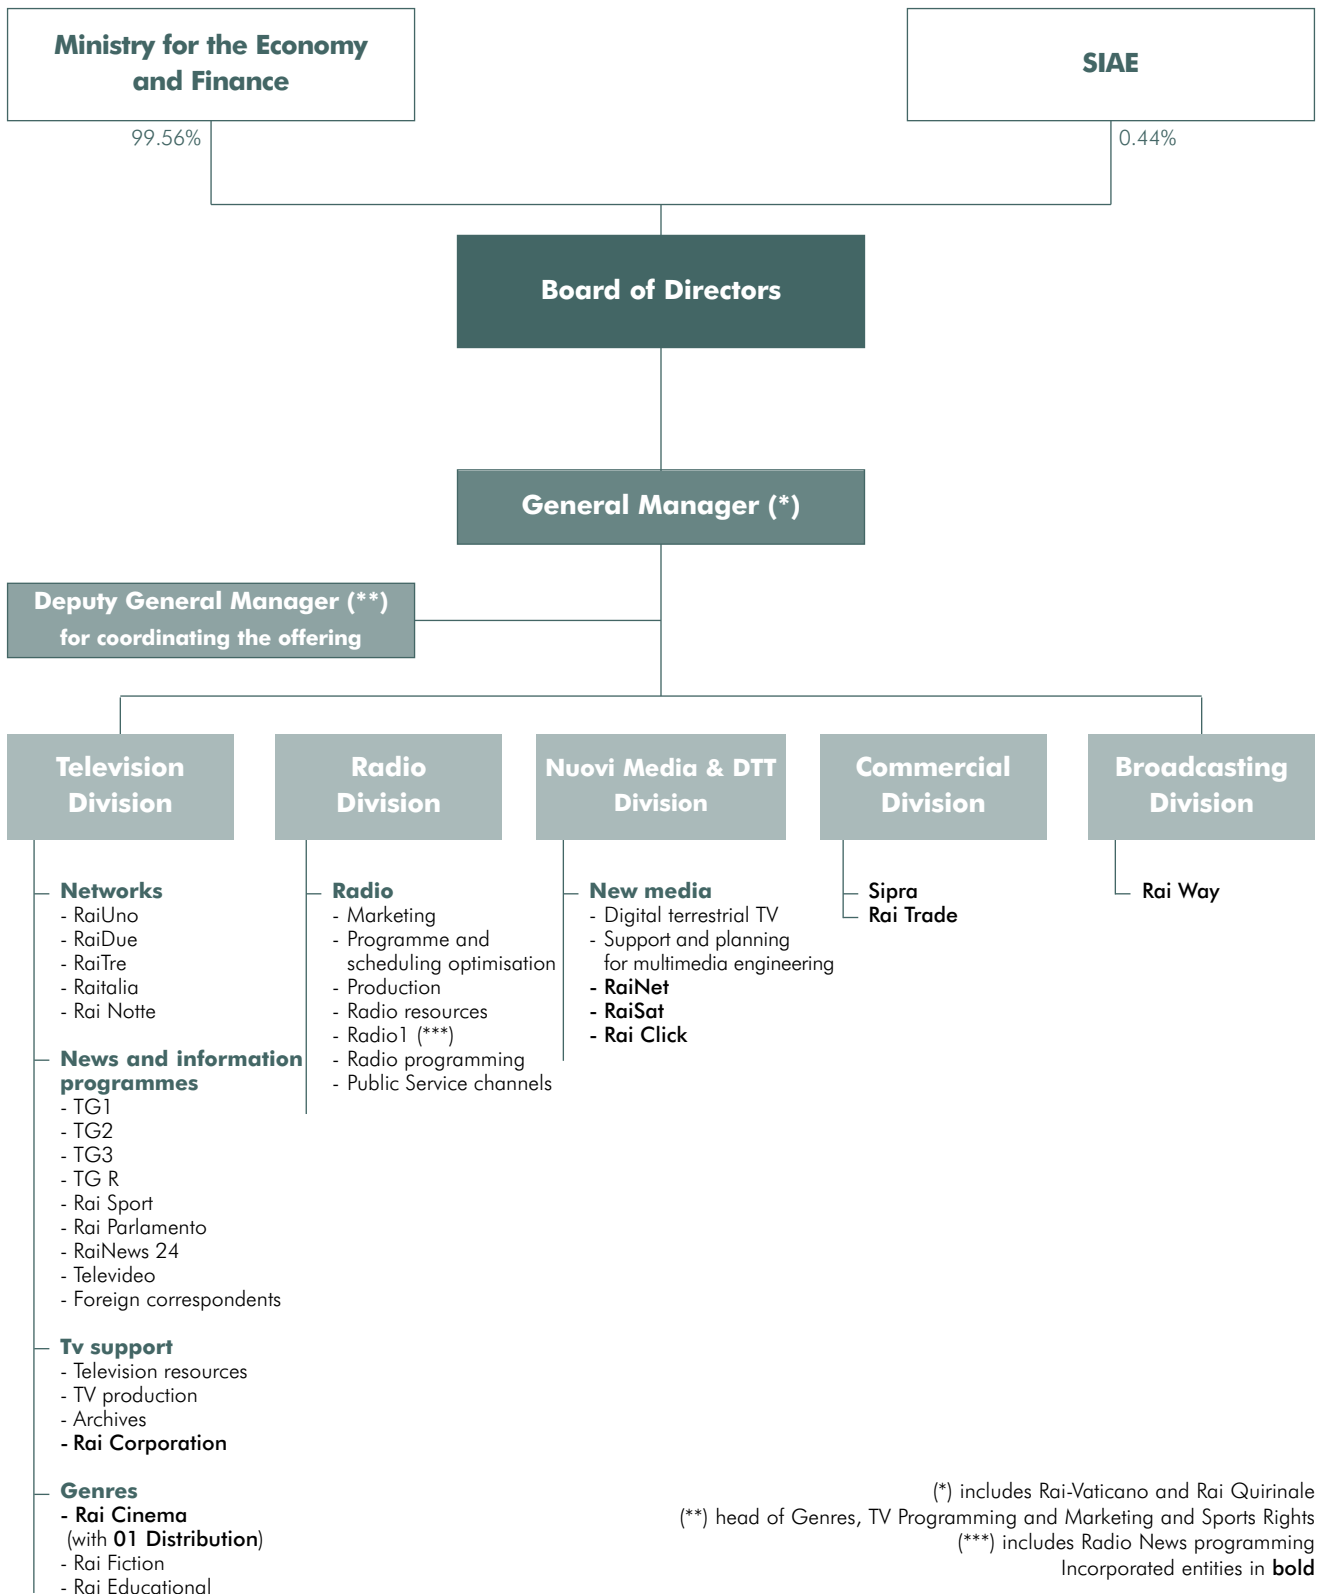 Ministry for the Economy
and Finance
SIAE
99.56%
0.44%
Board of Directors
General Manager (*)
Deputy General Manager (**)
for coordinating the offering
Television
Division
Radio
Division
Nuovi Media & DTT
Division
Commercial
Division
Broadcasting
Division
Networks
- RaiUno
- RaiDue
- RaiTre
- Raitalia
- Rai Notte
News and information
programmes
- TG1
- TG2
- TG3
- TG R
- Rai Sport
- Rai Parlamento
- RaiNews 24
- Televideo
- Foreign correspondents
Tv support
- Television resources
- TV production
- Archives
- Rai Corporation
Genres
- Rai Cinema
(with 01 Distribution)
- Rai Fiction
- Rai Educational
Radio
- Marketing
- Programme and
scheduling optimisation
- Production
- Radio resources
- Radio1 (***)
- Radio programming
- Public Service channels
New media
- Digital terrestrial TV
- Support and planning
for multimedia engineering
- RaiNet
- RaiSat
- Rai Click
Sipra
Rai Trade
Rai Way
(*) includes Rai-Vaticano and Rai Quirinale
(**) head of Genres, TV Programming and Marketing and Sports Rights
(***) includes Radio News programming
Incorporated entities in bold